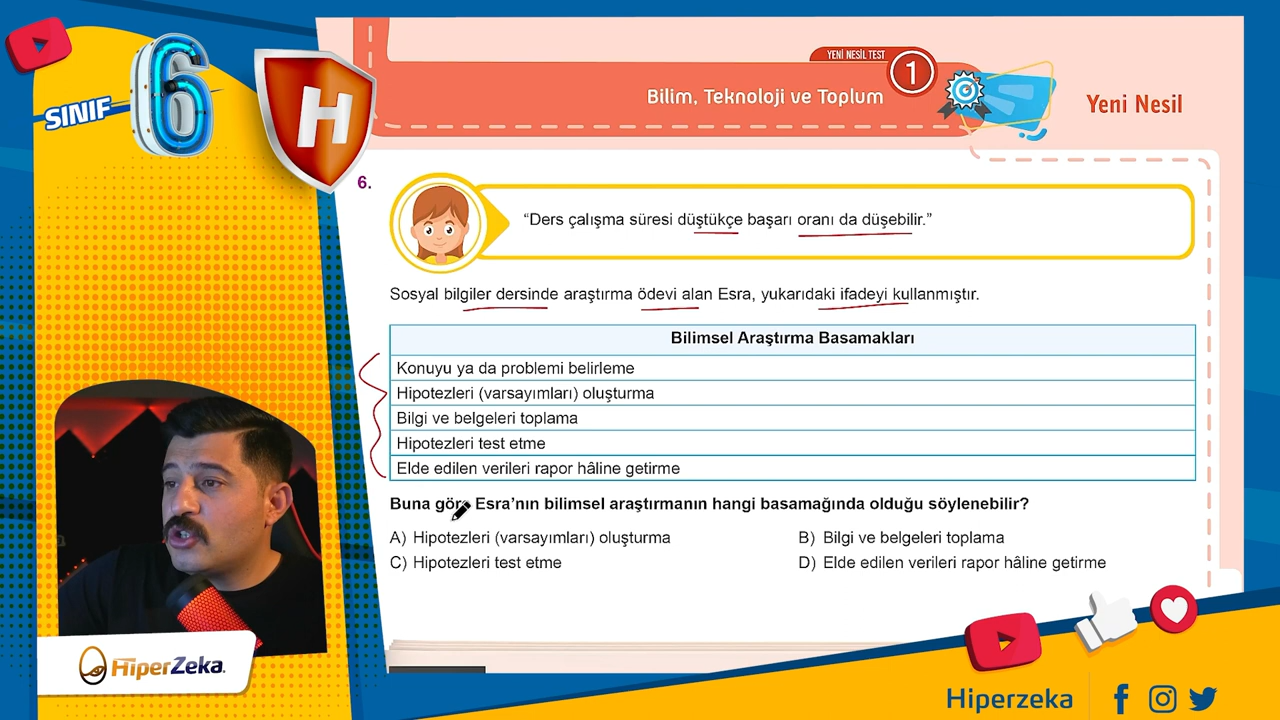 SINIF
6
H
YENİ NESİL TEST
1
Bilim, Teknoloji ve Toplum
Yeni Nesil
6.
“Ders çalışma süresi düştükçe başarı oranı da düşebilir.”
Sosyal bilgiler dersinde araştırma ödevi alan Esra, yukarıdaki ifadeyi kullanmıştır.
Bilimsel Araştırma Basamakları
Konuyu ya da problemi belirleme
Hipotezleri (varsayımları) oluşturma
Bilgi ve belgeleri toplama
Hipotezleri test etme
Elde edilen verileri rapor hâline getirme
Buna göre Esra’nın bilimsel araştırmanın hangi basamağında olduğu söylenebilir?
A) Hipotezleri (varsayımları) oluşturma
B) Bilgi ve belgeleri toplama
C) Hipotezleri test etme
D) Elde edilen verileri rapor hâline getirme
HiperZeka
Hiperzeka